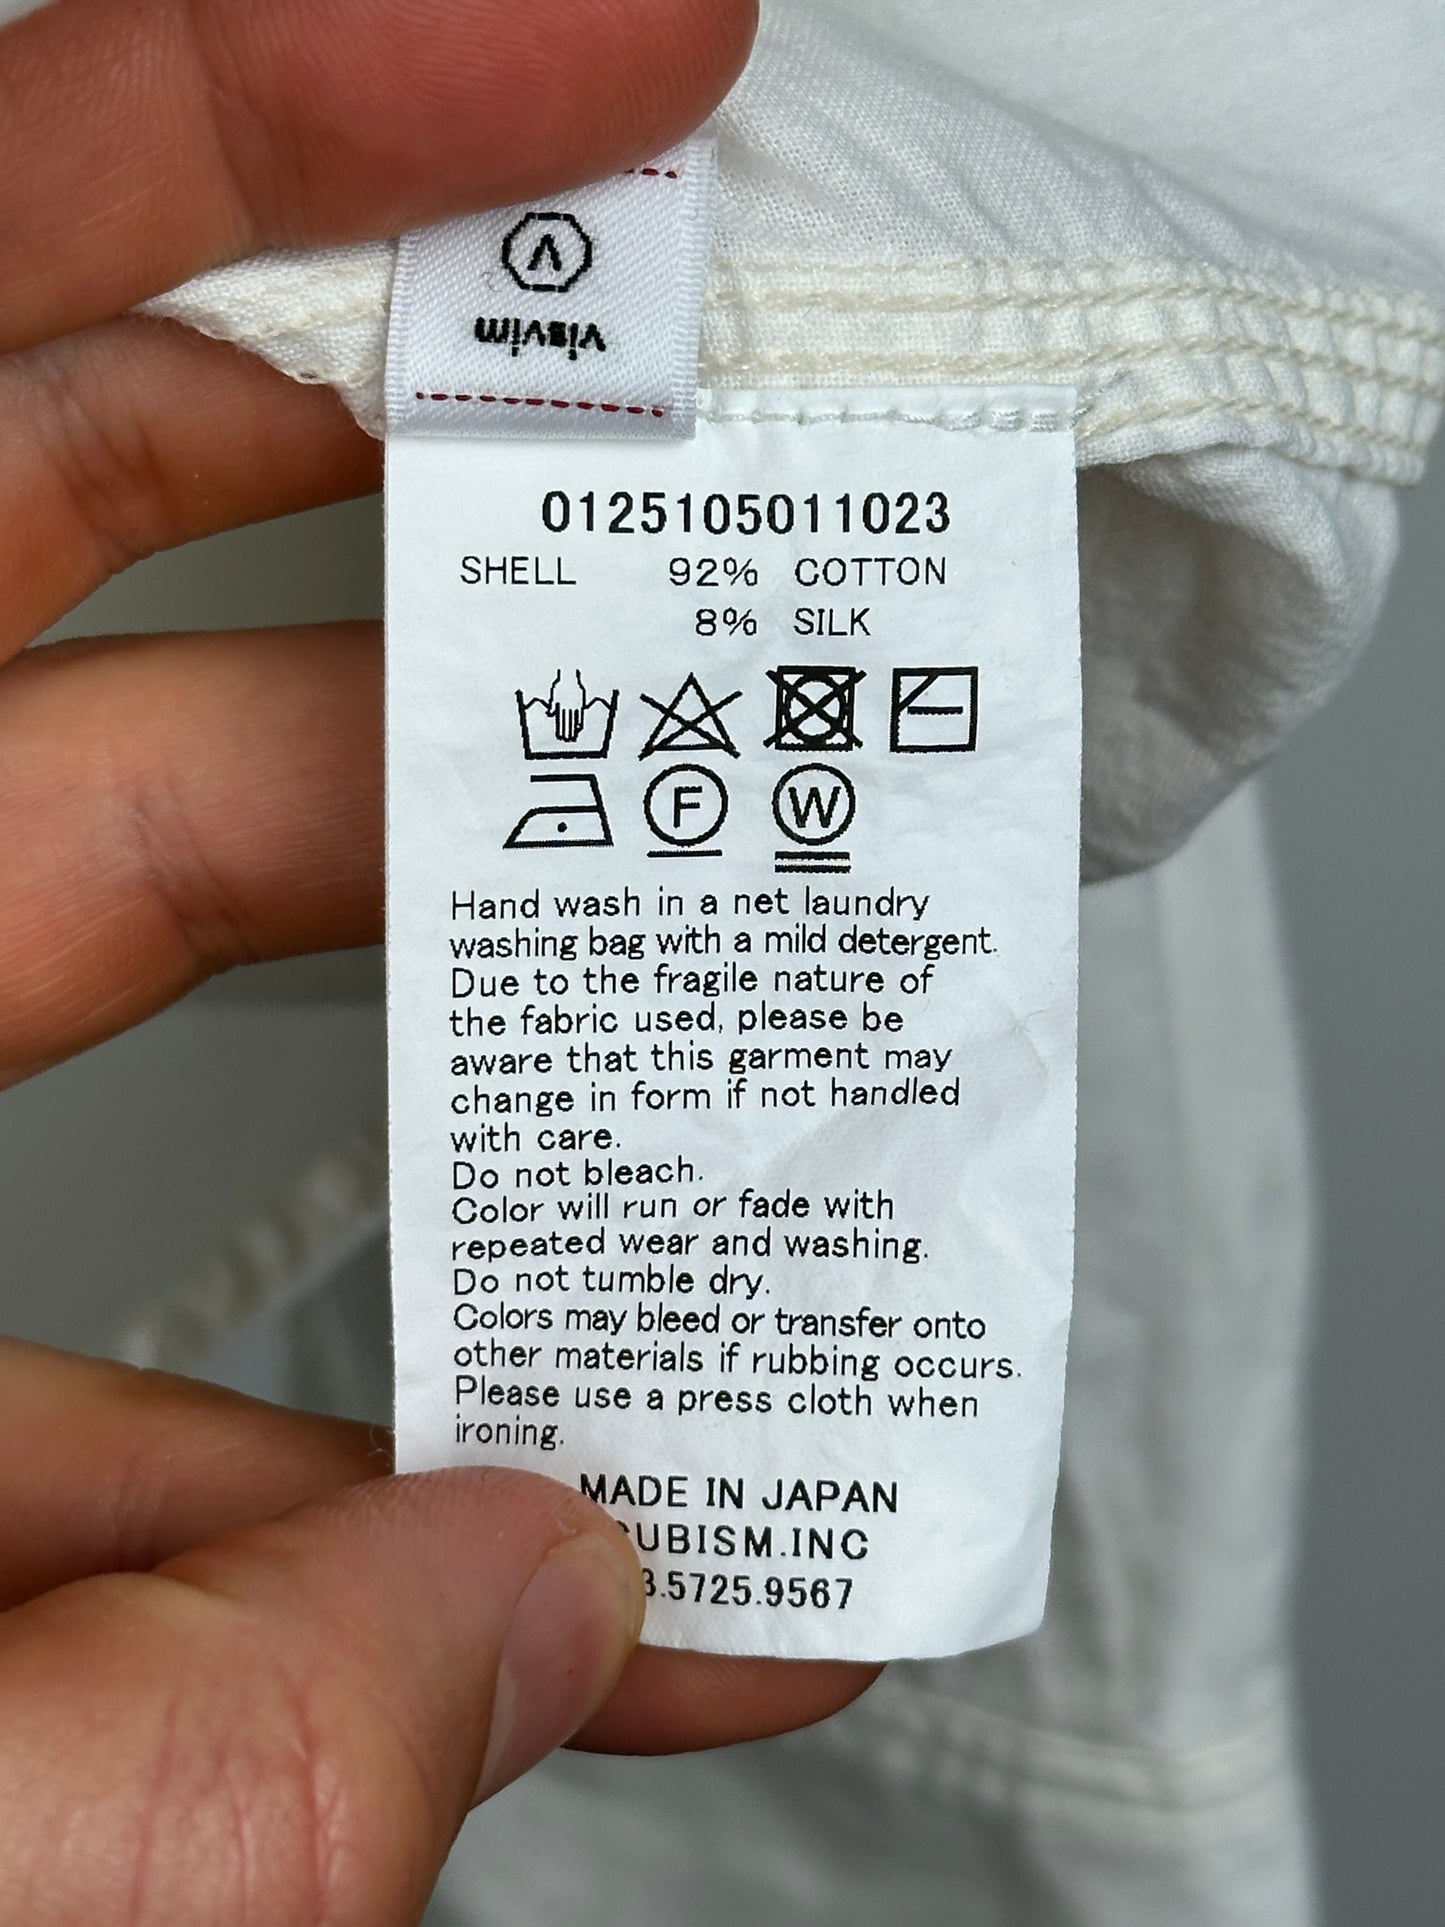 visvim
0125105011023
SHELL 92% COTTON
8% SILK
F W
Hand wash in a net laundry
washing bag with a mild detergent.
Due to the fragile nature of
the fabric used, please be
aware that this garment may
change in form if not handled
with care.
Do not bleach.
Color will run or fade with
repeated wear and washing.
Do not tumble dry.
Colors may bleed or transfer onto
other materials if rubbing occurs.
Please use a press cloth when
ironing.
MADE IN JAPAN
UBISM.INC
3.5725.9567